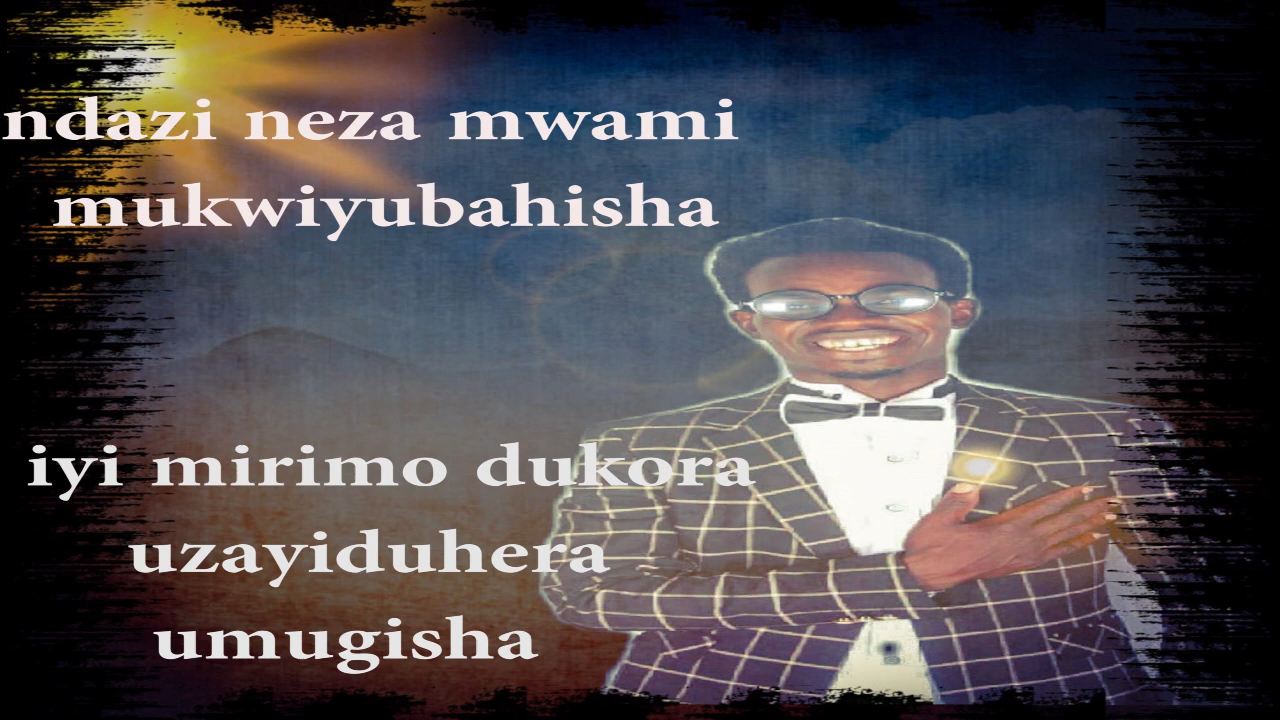 ndazi neza mwami
mukwiyubahisha
iyi mirimo dukora
uzayiduhera
umugisha